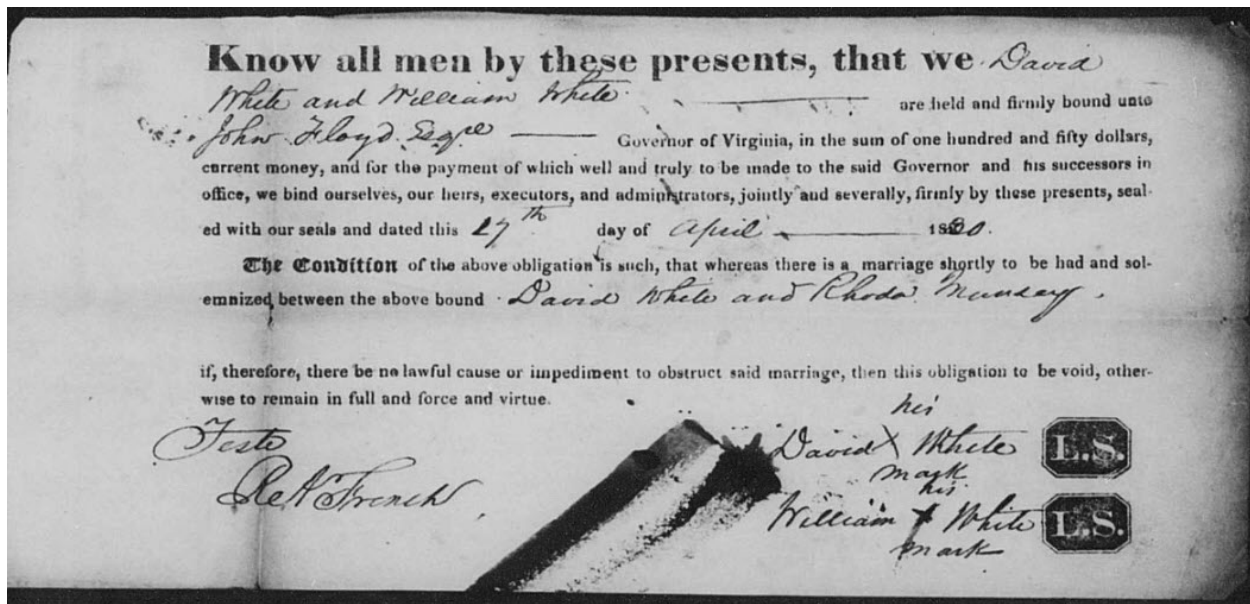 Know all men by these presents, that we David
White and William White are held and firmly bound unto
John Floyd Esqre Governor of Virginia, in the sum of one hundred and fifty dollars,
current money, and for the payment of which well and truly to be made to the said Governor and his successors in
office, we bind ourselves, our heirs, executors, and administrators, jointly and severally, firmly by these presents, seal-
ed with our seals and dated this 27th day of April 1830.
The Condition of the above obligation is such, that whereas there is a marriage shortly to be had and sol-
emnized between the above bound David White and Rhoda Munsey.
if, therefore, there be no lawful cause or impediment to obstruct said marriage, then this obligation to be void, other-
wise to remain in full and force and virtue.
his
Teste David X White L.S.
mark
French his
William X White L.S.
mark